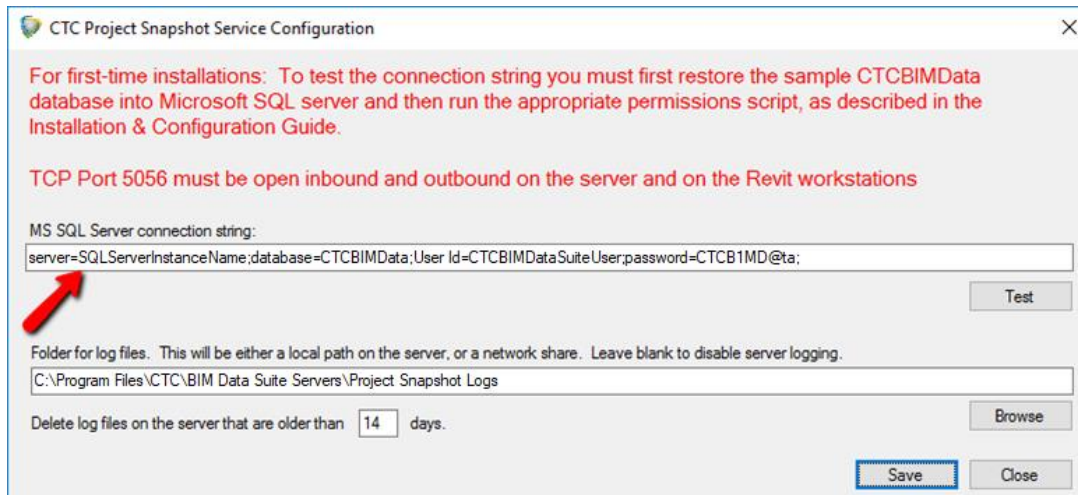 CTC Project Snapshot Service Configuration
For first-time installations: To test the connection string you must first restore the sample CTCBIMData
database into Microsoft SQL server and then run the appropriate permissions script, as described in the
Installation & Configuration Guide.
TCP Port 5056 must be open inbound and outbound on the server and on the Revit workstations
MS SQL Server connection string:
server=SQLServerInstanceName;database=CTCBIMData;User Id=CTCBIMDataSuiteUser;password=CTCB1MD@ta;
Test
Folder for log files. This will be either a local path on the server, or a network share. Leave blank to disable server logging.
C:\Program Files\CTC\BIM Data Suite Servers\Project Snapshot Logs
Browse
Delete log files on the server that are older than 14 days.
Save Close